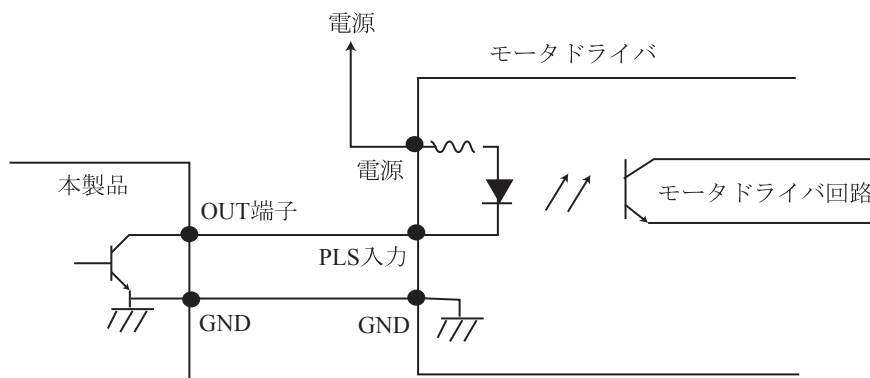 電源
モータドライバ
電源
本製品
モータドライバ回路
OUT端子
PLS入力
GND
GND